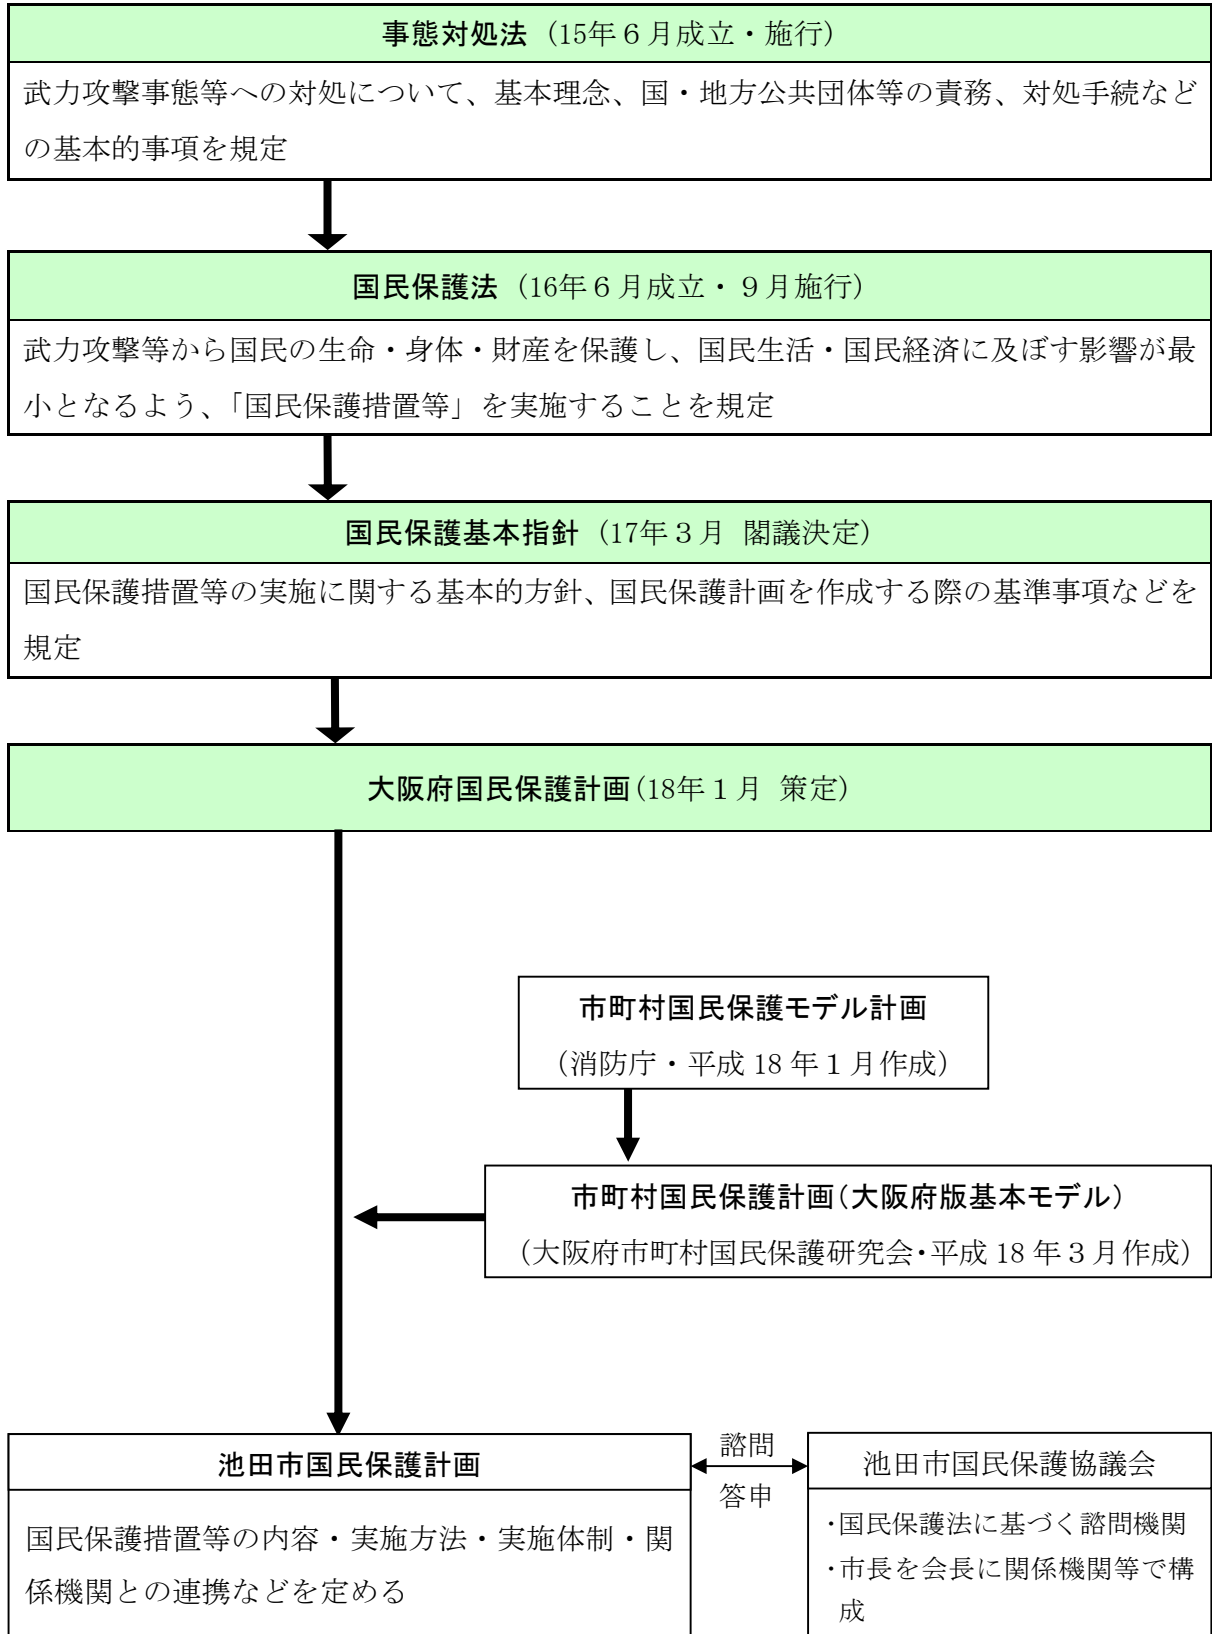 事態対処法（15年６月成立・施行）
武力攻撃事態等への対処について、基本理念、国・地方公共団体等の責務、対処手続など
の基本的事項を規定
国民保護法（16年６月成立・９月施行）
武力攻撃等から国民の生命・身体・財産を保護し、国民生活・国民経済に及ぼす影響が最
小となるよう、「国民保護措置等」を実施することを規定
国民保護基本指針（17年３月 閣議決定）
国民保護措置等の実施に関する基本的方針、国民保護計画を作成する際の基準事項などを
規定
大阪府国民保護計画（18年１月 策定）
市町村国民保護モデル計画
（消防庁・平成 18 年１月作成）
市町村国民保護計画（大阪府版基本モデル）
（大阪府市町村国民保護研究会・平成 18 年３月作成）
池田市国民保護計画
国民保護措置等の内容・実施方法・実施体制・関
係機関との連携などを定める
諮問
答申
池田市国民保護協議会
・国民保護法に基づく諮問機関
・市長を会長に関係機関等で構
成